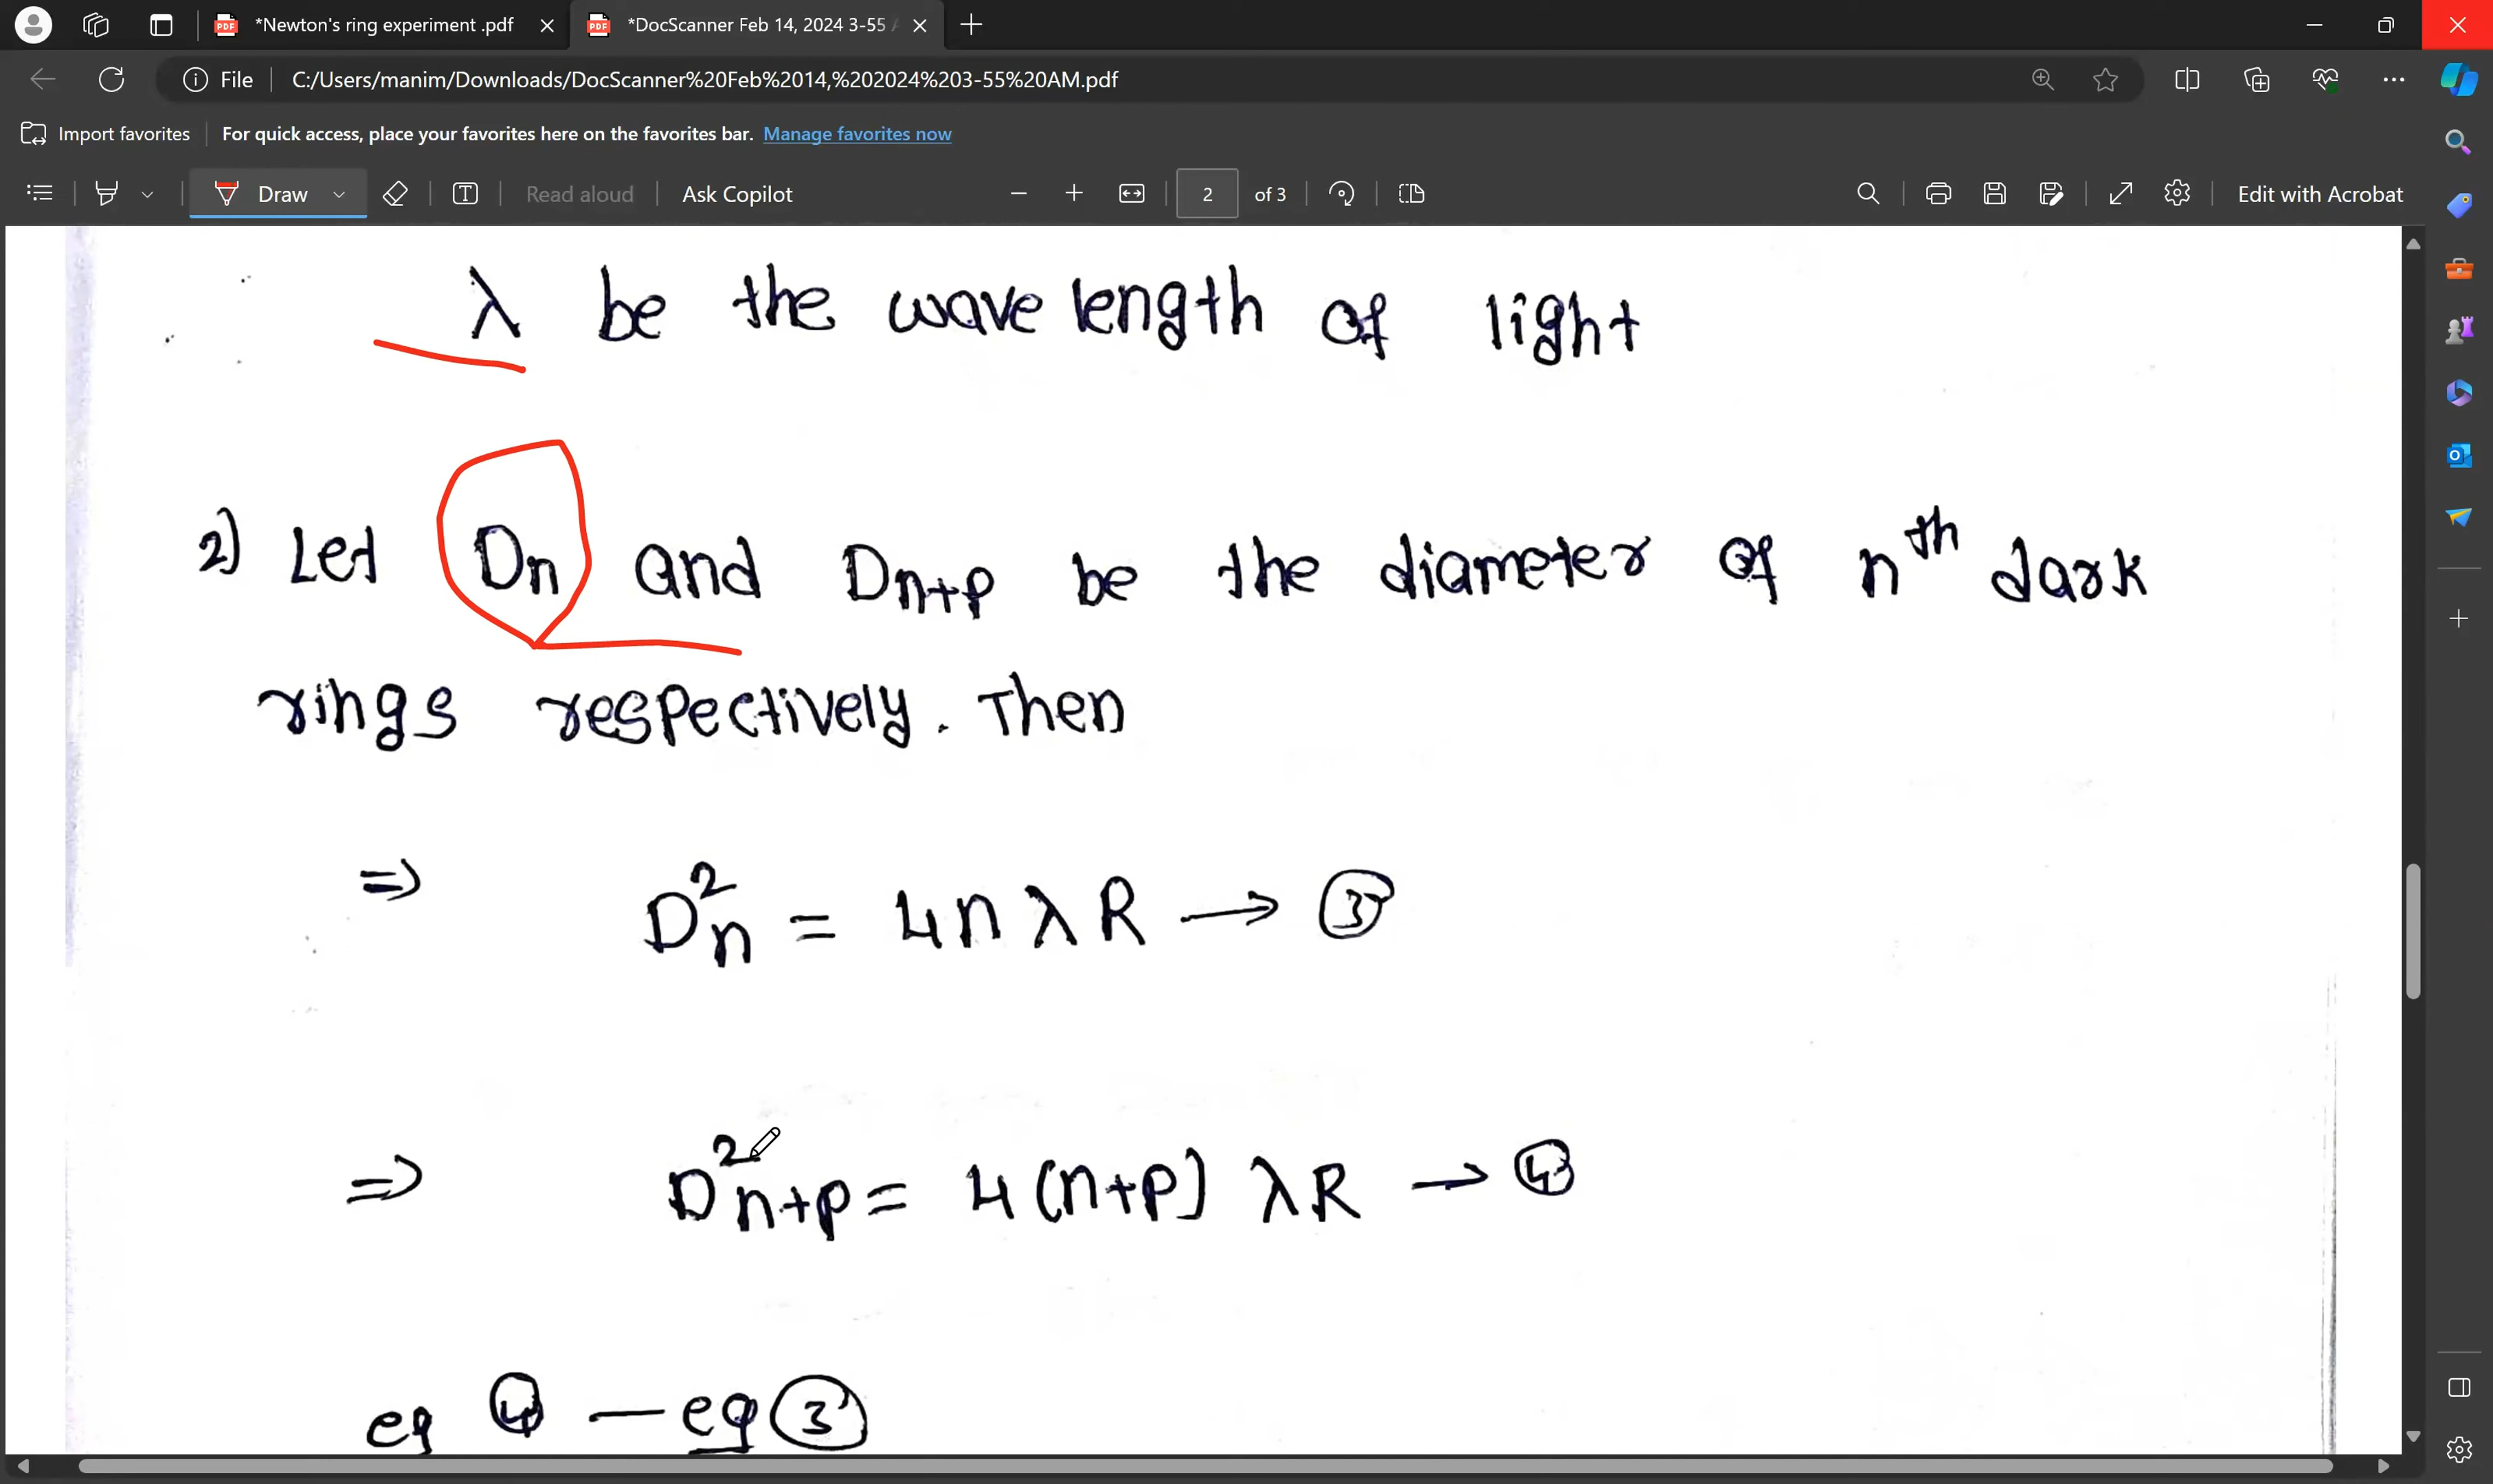 *Newton's ring experiment .pdf
*DocScanner Feb 14, 2024 3-55 A
File C:/Users/manim/Downloads/DocScanner%20Feb%2014,%202024%203-55%20AM.pdf
Import favorites For quick access, place your favorites here on the favorites bar. Manage favorites now
Draw Read aloud Ask Copilot 2 of 3 Edit with Acrobat
λ be the wave length of light
2) Let Dn and Dn+p be the diameter of nth dark
rings respectively. Then
⇒ D²n = 4nλR → ③
⇒ D²n+p = 4(n+p) λR → ④
eq ④ — eq ③